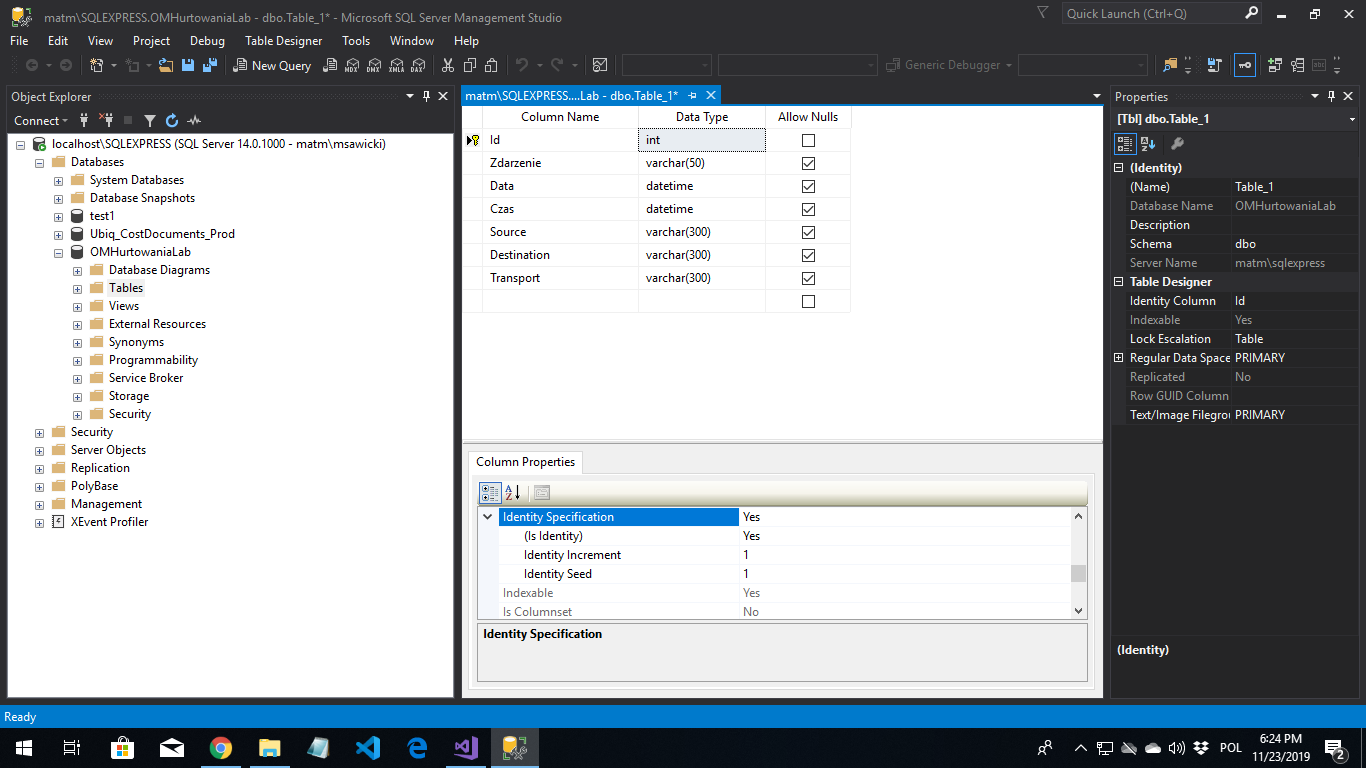 matm\SQLEXPRESS.OMHurtowaniaLab - dbo.Table_1* - Microsoft SQL Server Management Studio
Quick Launch (Ctrl+Q)
File Edit View Project Debug Table Designer Tools Window Help
New Query
MDX DMX XMLA DAX
Generic Debugger
Object Explorer
Connect
localhost\SQLEXPRESS (SQL Server 14.0.1000 - matm\msawicki)
Databases
System Databases
Database Snapshots
test1
Ubiq_CostDocuments_Prod
OMHurtowaniaLab
Database Diagrams
Tables
Views
External Resources
Synonyms
Programmability
Service Broker
Storage
Security
Security
Server Objects
Replication
PolyBase
Management
XEvent Profiler
matm\SQLEXPRESS....Lab - dbo.Table_1*
Column Name Data Type Allow Nulls
Id int
Zdarzenie varchar(50)
Data datetime
Czas datetime
Source varchar(300)
Destination varchar(300)
Transport varchar(300)
Column Properties
Identity Specification Yes
(Is Identity) Yes
Identity Increment 1
Identity Seed 1
Indexable Yes
Is Columnset No
Identity Specification
Properties
[Tbl] dbo.Table_1
(Identity)
(Name) Table_1
Database Name OMHurtowaniaLab
Description
Schema dbo
Server Name matm\sqlexpress
Table Designer
Identity Column Id
Indexable Yes
Lock Escalation Table
Regular Data Space PRIMARY
Replicated No
Row GUID Column
Text/Image Filegrou PRIMARY
(Identity)
Ready
POL
6:24 PM
11/23/2019
2